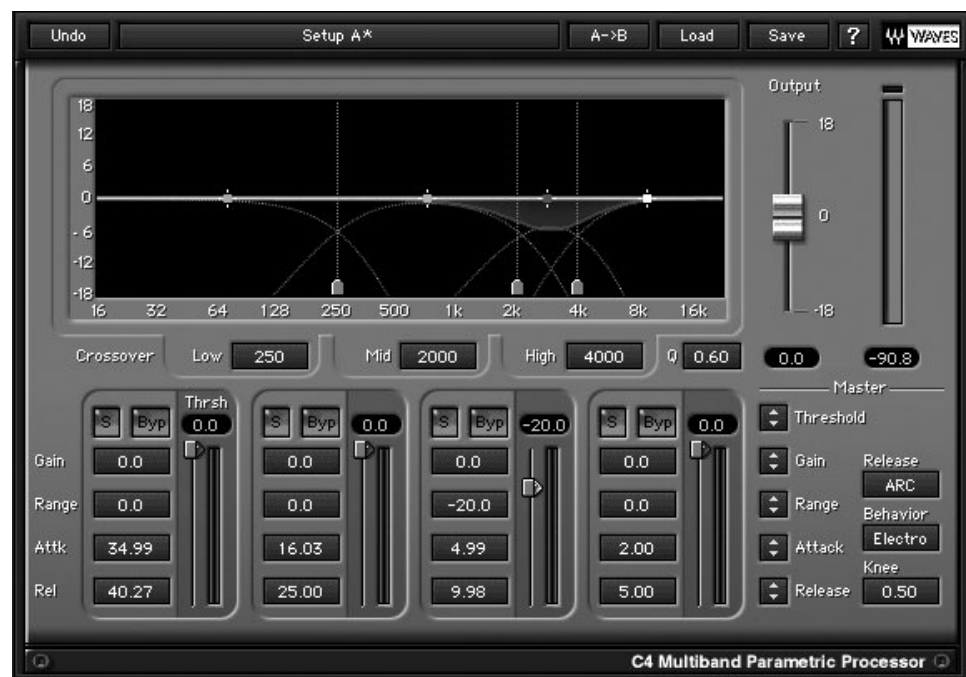 Undo Setup A* A->B Load Save ? WAVES
Output
18
12
6
0
-6
-12
-18
16 32 64 128 250 500 1k 2k 4k 8k 16k
18
0
-18
Crossover Low 250 Mid 2000 High 4000 Q 0.60 0.0 -90.8
Master
Thrsh
S Byp 0.0 S Byp 0.0 S Byp -20.0 S Byp 0.0 Threshold
Gain 0.0 0.0 0.0 0.0 Gain Release
ARC
Range 0.0 0.0 -20.0 0.0 Range Behavior
Electro
Attk 34.99 16.03 4.99 2.00 Attack
Knee
Rel 40.27 25.00 9.98 5.00 Release 0.50
C4 Multiband Parametric Processor